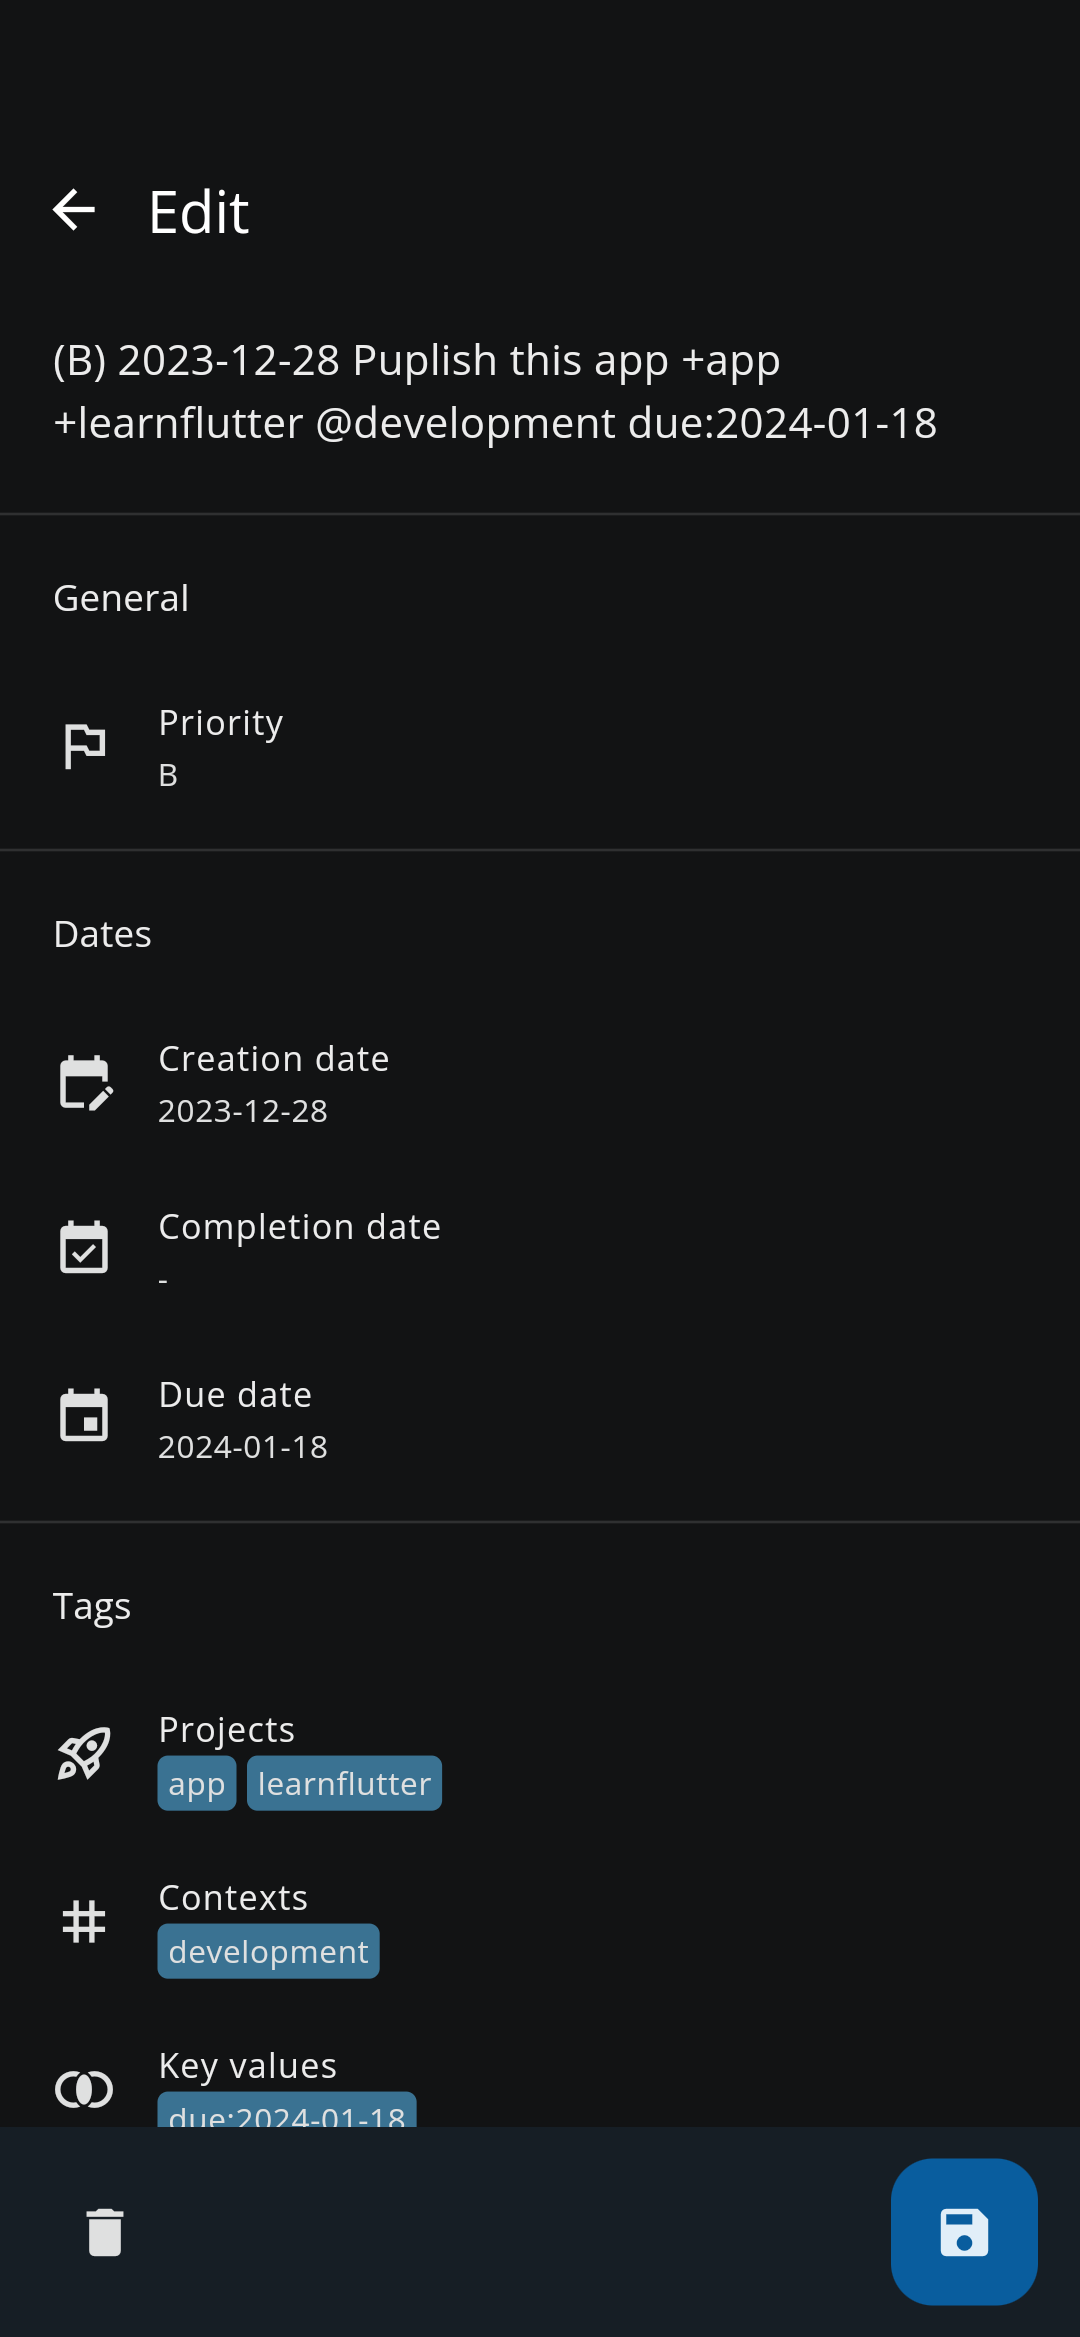 Edit
(B) 2023-12-28 Puplish this app +app
+learnflutter @development due:2024-01-18
General
Priority
B
Dates
Creation date
2023-12-28
Completion date
-
Due date
2024-01-18
Tags
Projects
app learnflutter
Contexts
development
Key values
due:2024-01-18